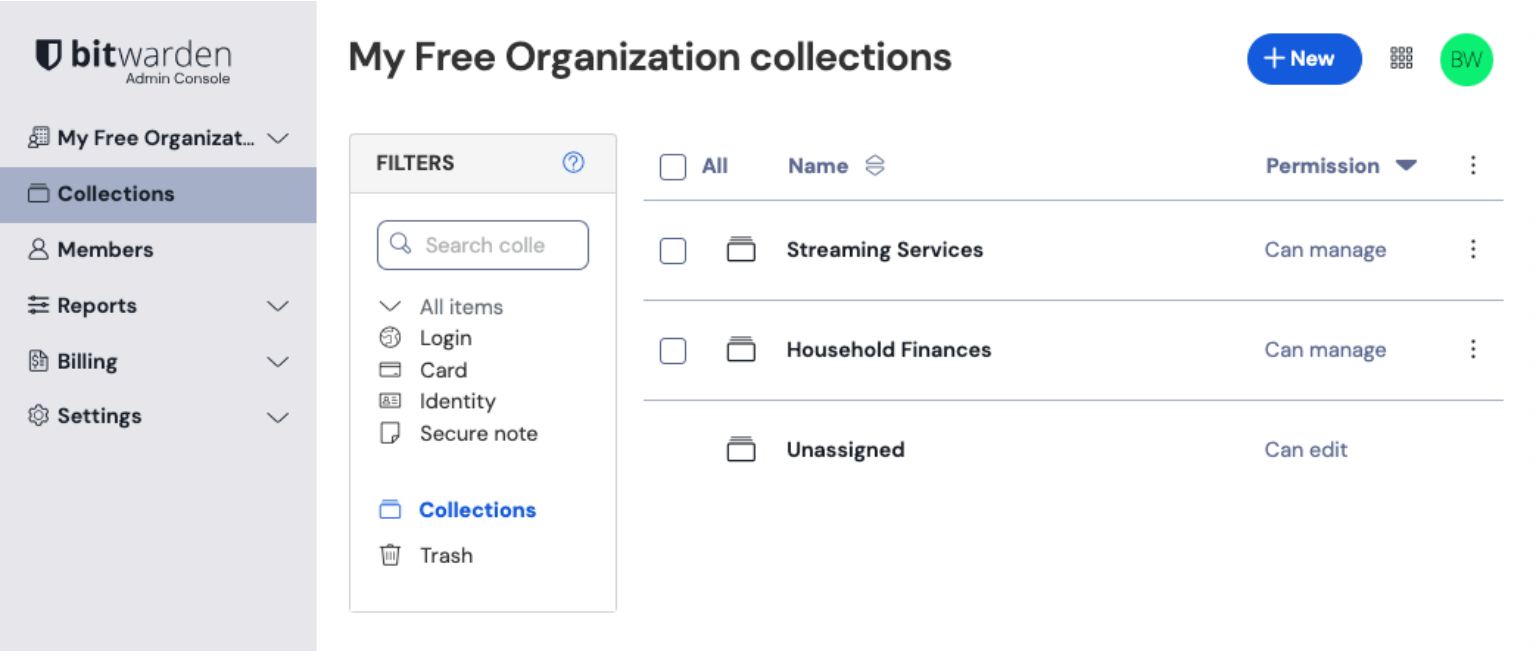 bitwarden
Admin Console
My Free Organizat...
Collections
Members
Reports
Billing
Settings
My Free Organization collections
New
BW
FILTERS
Search colle
All items
Login
Card
Identity
Secure note
Collections
Trash
All Name Permission
Streaming Services Can manage
Household Finances Can manage
Unassigned Can edit